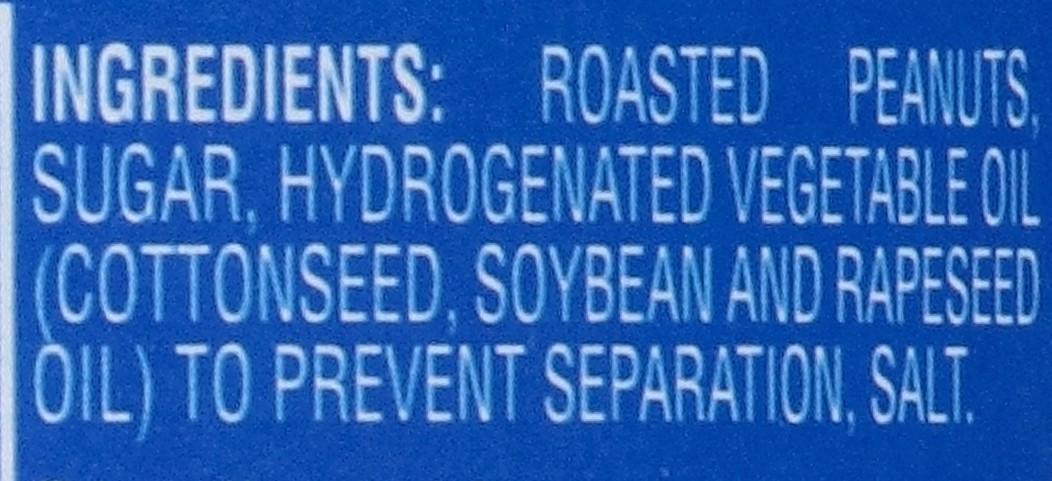 INGREDIENTS: ROASTED PEANUTS,
SUGAR, HYDROGENATED VEGETABLE OIL
(COTTONSEED, SOYBEAN AND RAPESEED
OIL) TO PREVENT SEPARATION, SALT.